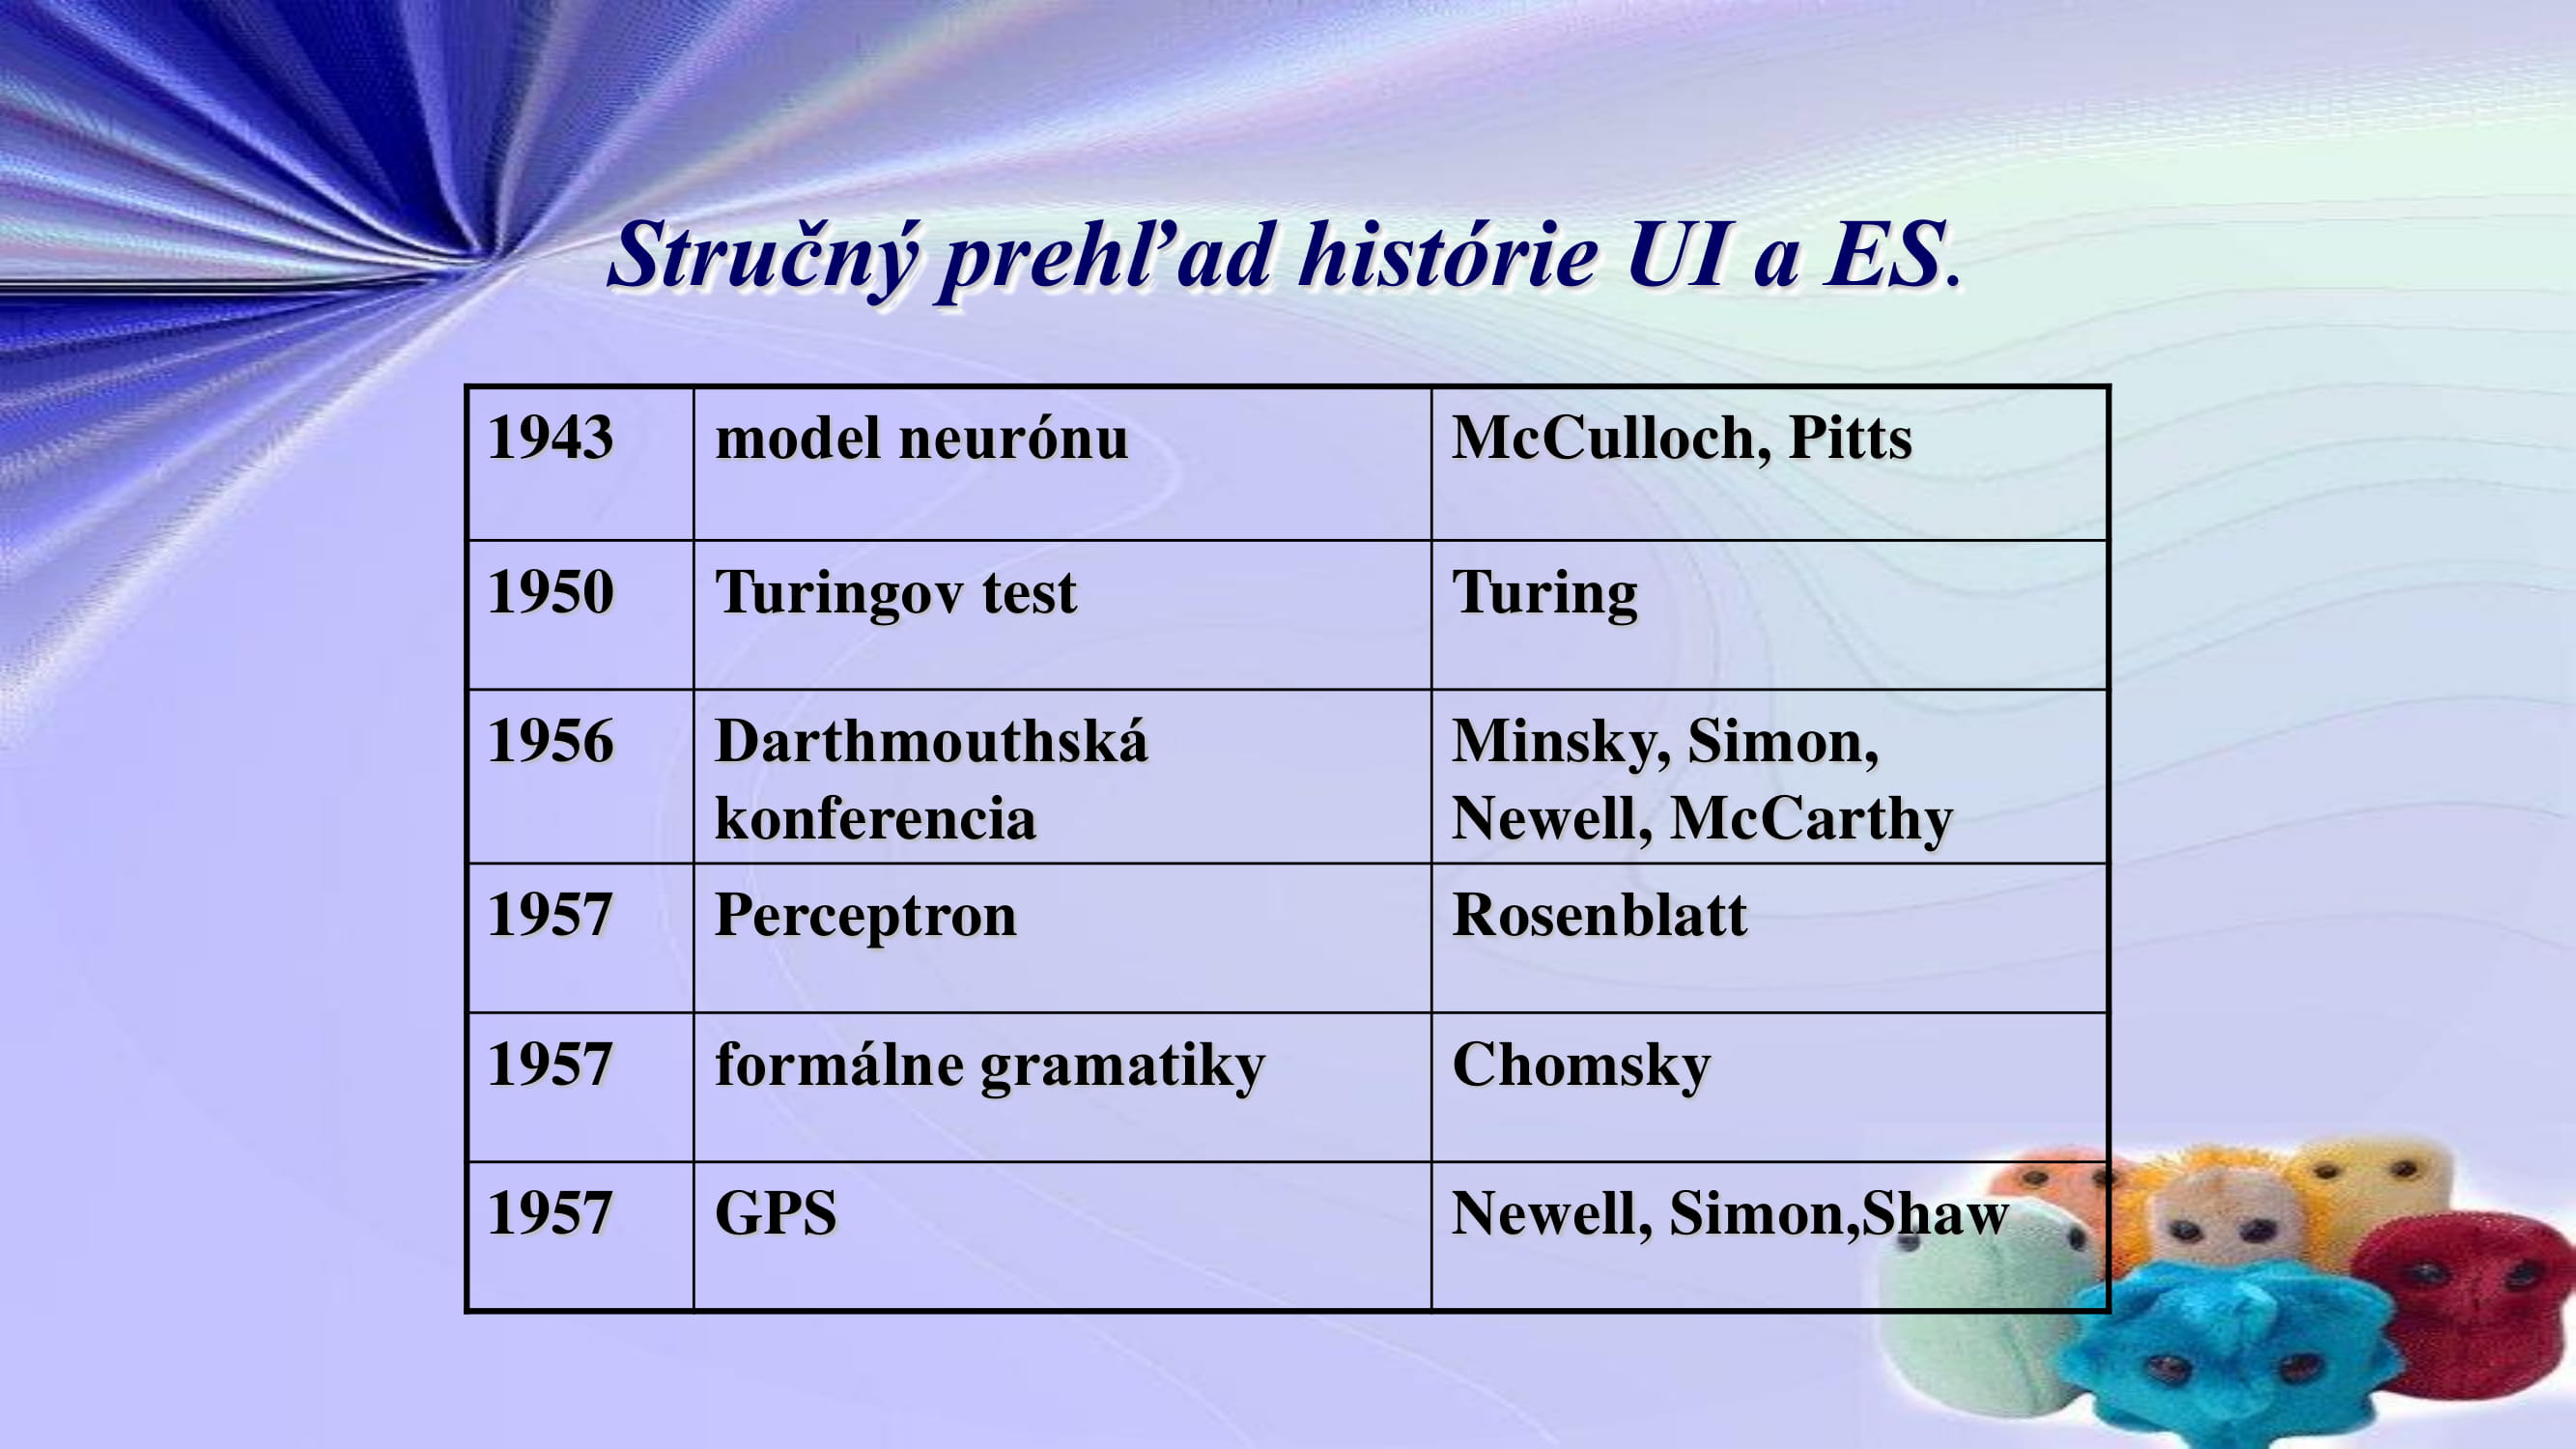 Stručný prehľad histórie UI a ES.
1943 model neurónu McCulloch, Pitts
1950 Turingov test Turing
1956 Darthmouthská konferencia Minsky, Simon, Newell, McCarthy
1957 Perceptron Rosenblatt
1957 formálne gramatiky Chomsky
1957 GPS Newell, Simon,Shaw